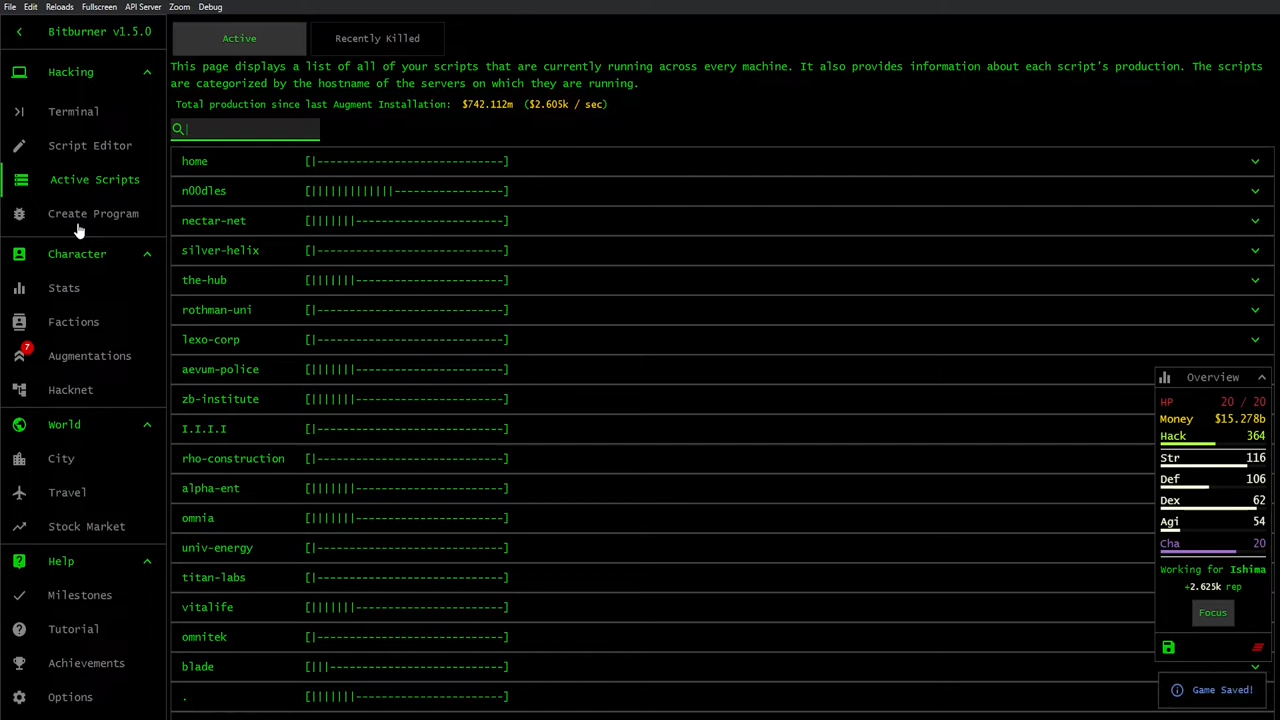 File Edit Reloads Fullscreen API Server Zoom Debug
Bitburner v1.5.0
Hacking
Terminal
Script Editor
Active Scripts
Create Program
Character
Stats
Factions
7
Augmentations
Hacknet
World
City
Travel
Stock Market
Help
Milestones
Tutorial
Achievements
Options
Active
Recently Killed
This page displays a list of all of your scripts that are currently running across every machine. It also provides information about each script's production. The scripts
are categorized by the hostname of the servers on which they are running.
Total production since last Augment Installation: $742.112m ($2.605k / sec)
home [|---------------------------]
n00dles [|||||||||||||-----------------]
nectar-net [|||||||-----------------------]
silver-helix [|---------------------------]
the-hub [|||||||-----------------------]
rothman-uni [|---------------------------]
lexo-corp [|---------------------------]
aevum-police [|||||||-----------------------]
zb-institute [|||||||-----------------------]
I.I.I.I [|---------------------------]
rho-construction [|---------------------------]
alpha-ent [|||||||-----------------------]
omnia [|||||||-----------------------]
univ-energy [|---------------------------]
titan-labs [|---------------------------]
vitalife [|||||||-----------------------]
omnitek [|---------------------------]
blade [|||---------------------------]
. [|||||||-----------------------]
Overview
HP 20 / 20
Money $15.278b
Hack 364
Str 116
Def 106
Dex 62
Agi 54
Cha 20
Working for Ishima
+2.625k rep
Focus
Game Saved!